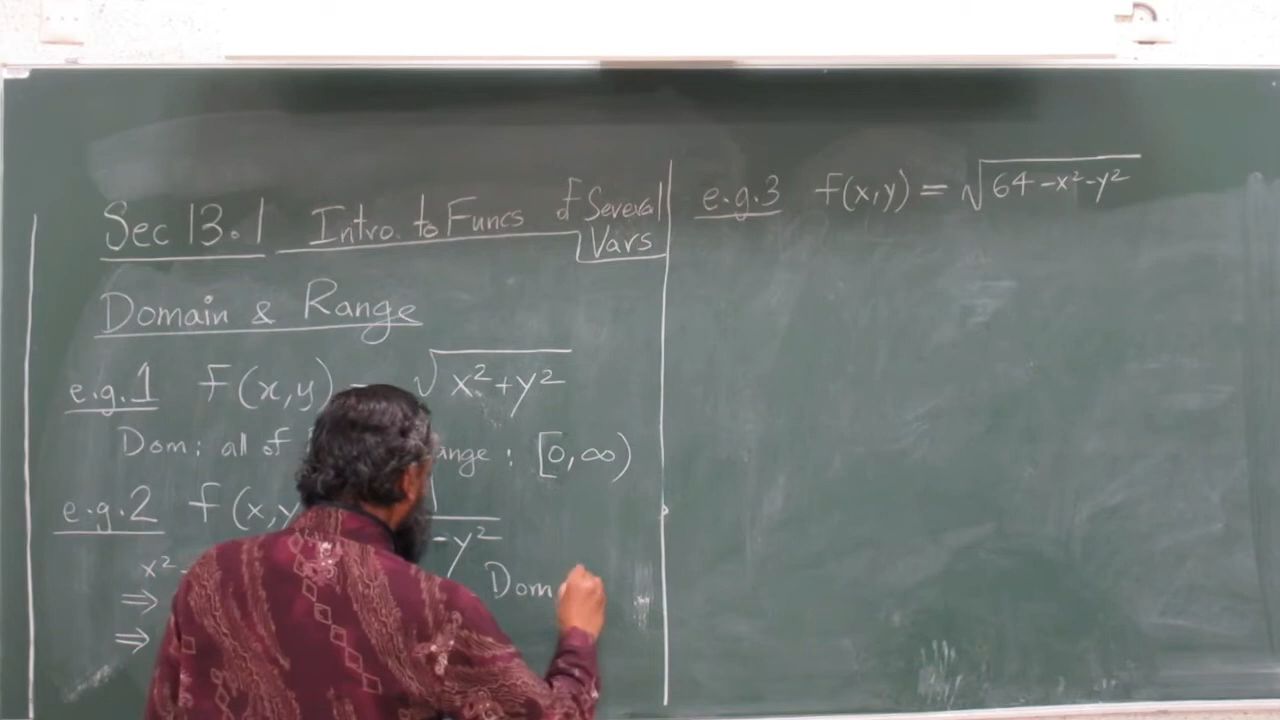 Sec 13.1 Intro. to Funcs of Several
Vars
Domain & Range
e.g.1 f(x,y) = √x²+y²
Dom: all of ange : [0,∞)
e.g.2 f(x,y 1
-y²
x²- Dom
⇒
⇒
e.g.3 f(x,y) = √64-x²-y²